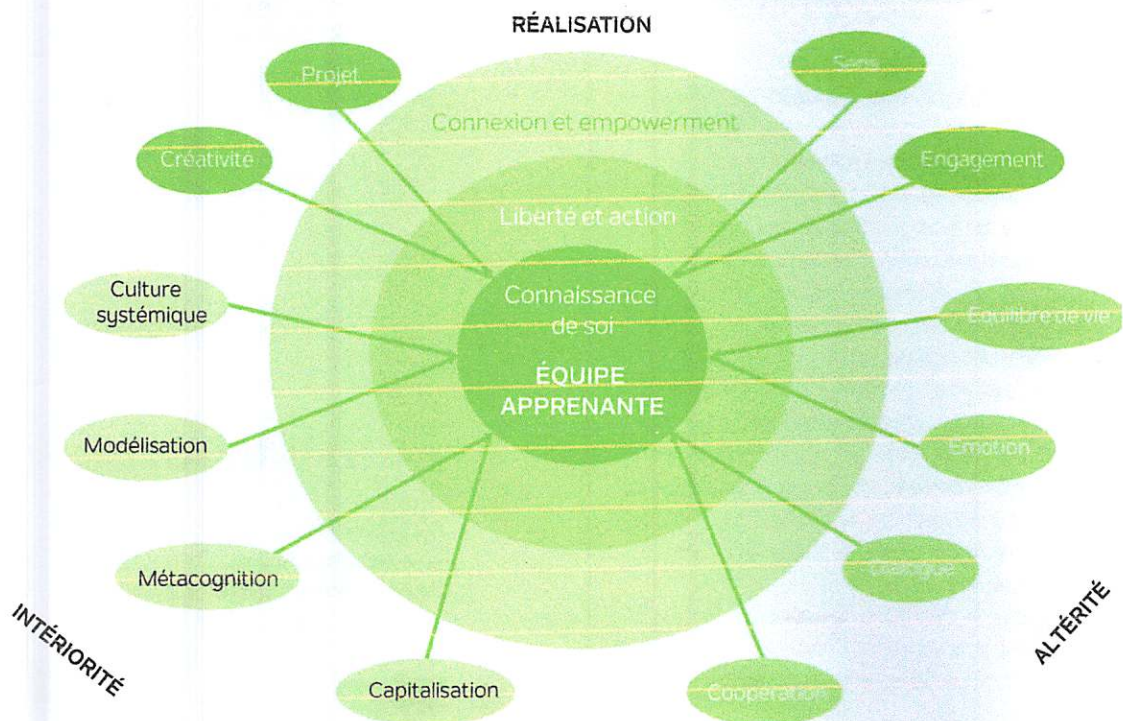 RÉALISATION
Projet
Sens
Connexion et empowerment
Créativité
Engagement
Liberté et action
Culture
systémique
Connaissance
de soi
Équilibre de vie
ÉQUIPE
APPRENANTE
Modélisation
Émotion
Métacognition
Dialogue
INTÉRIORITÉ
ALTÉRITÉ
Capitalisation
Coopération